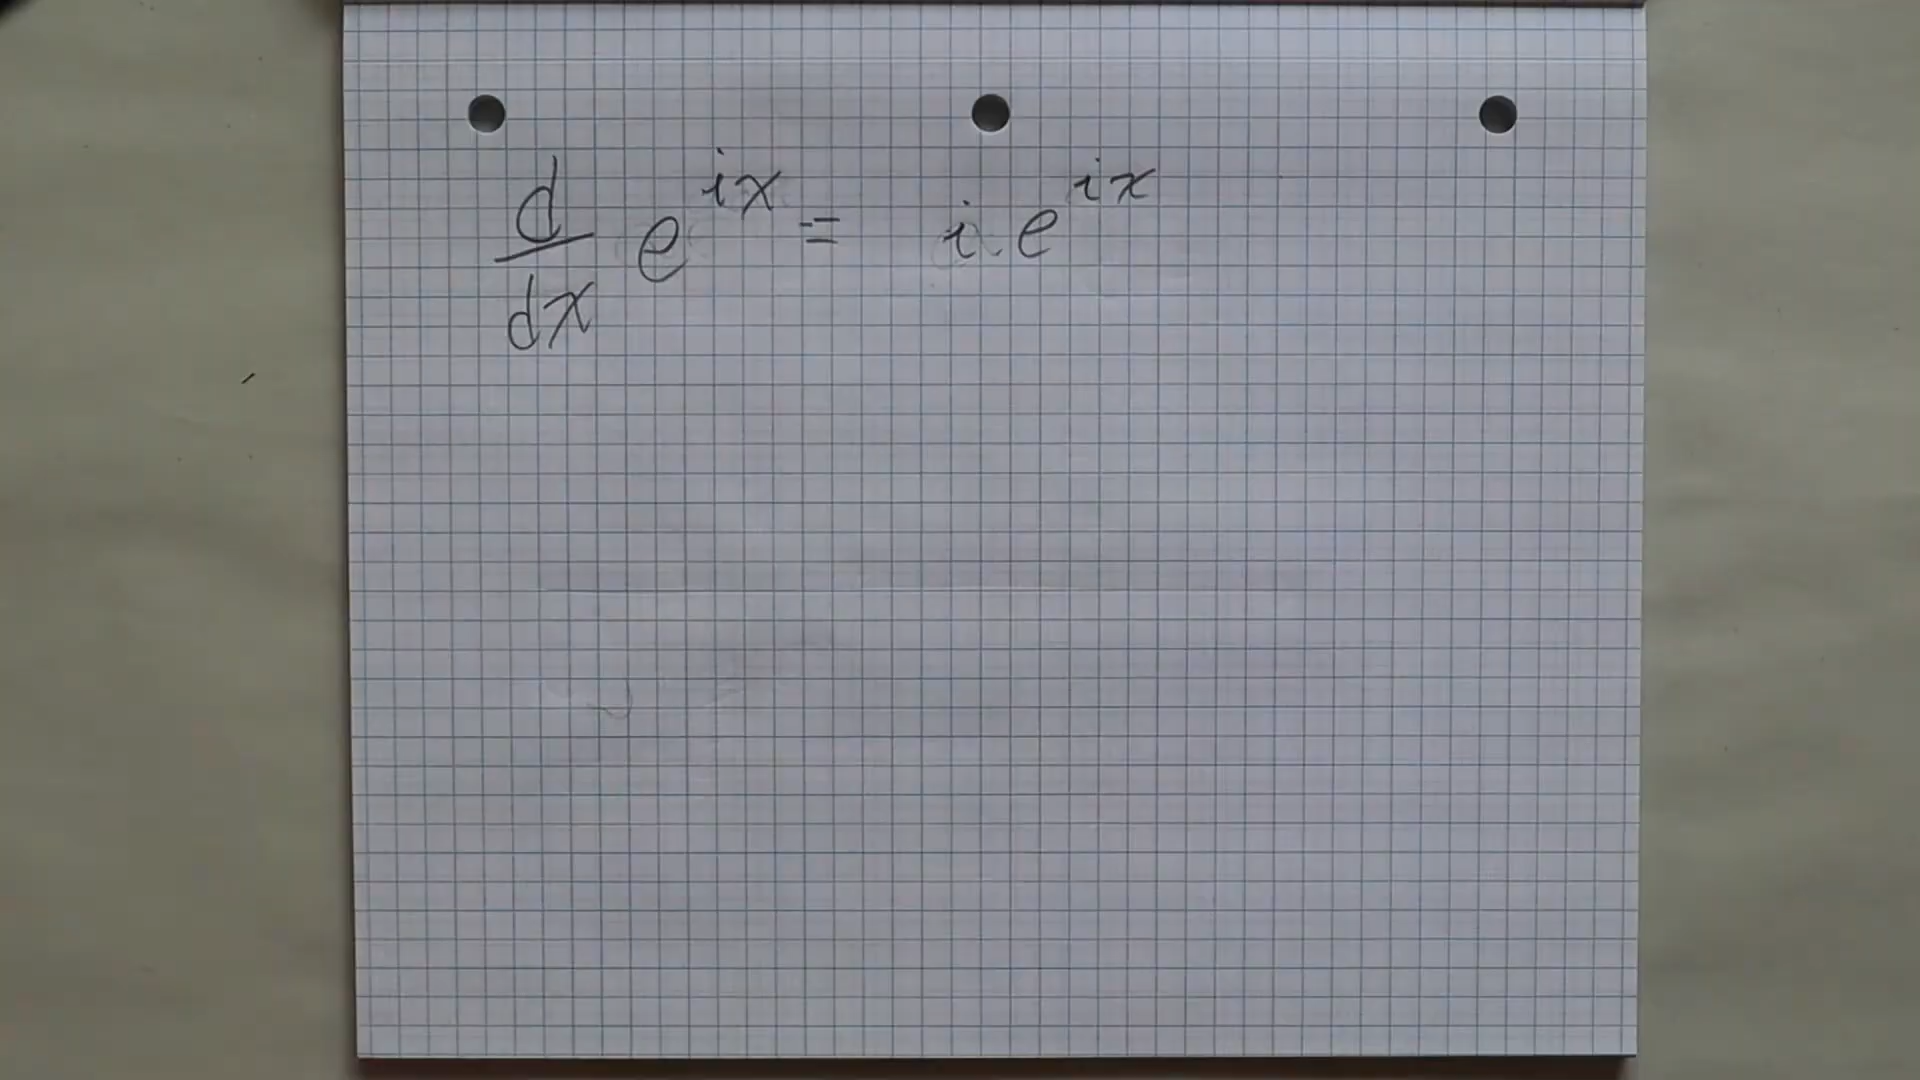 d/dx e^{ix} = i e^{ix}